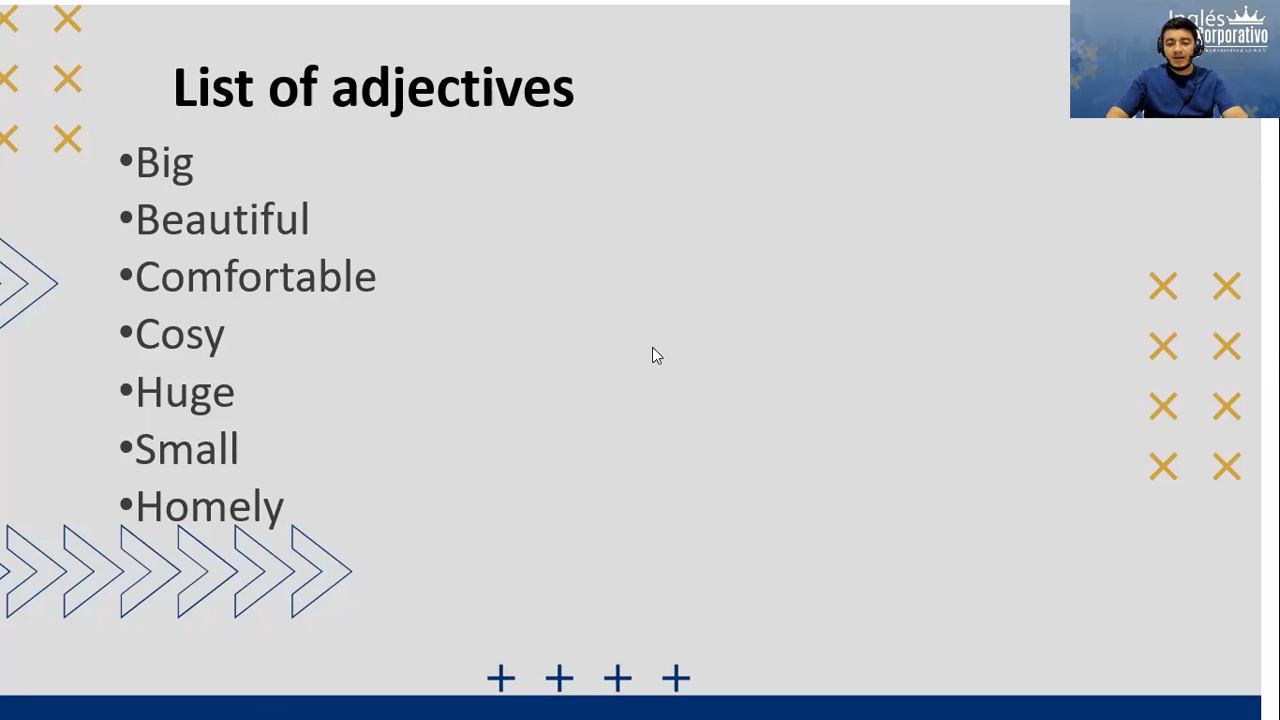 List of adjectives
•Big
•Beautiful
•Comfortable
•Cosy
•Huge
•Small
•Homely
Inglés
Corporativo